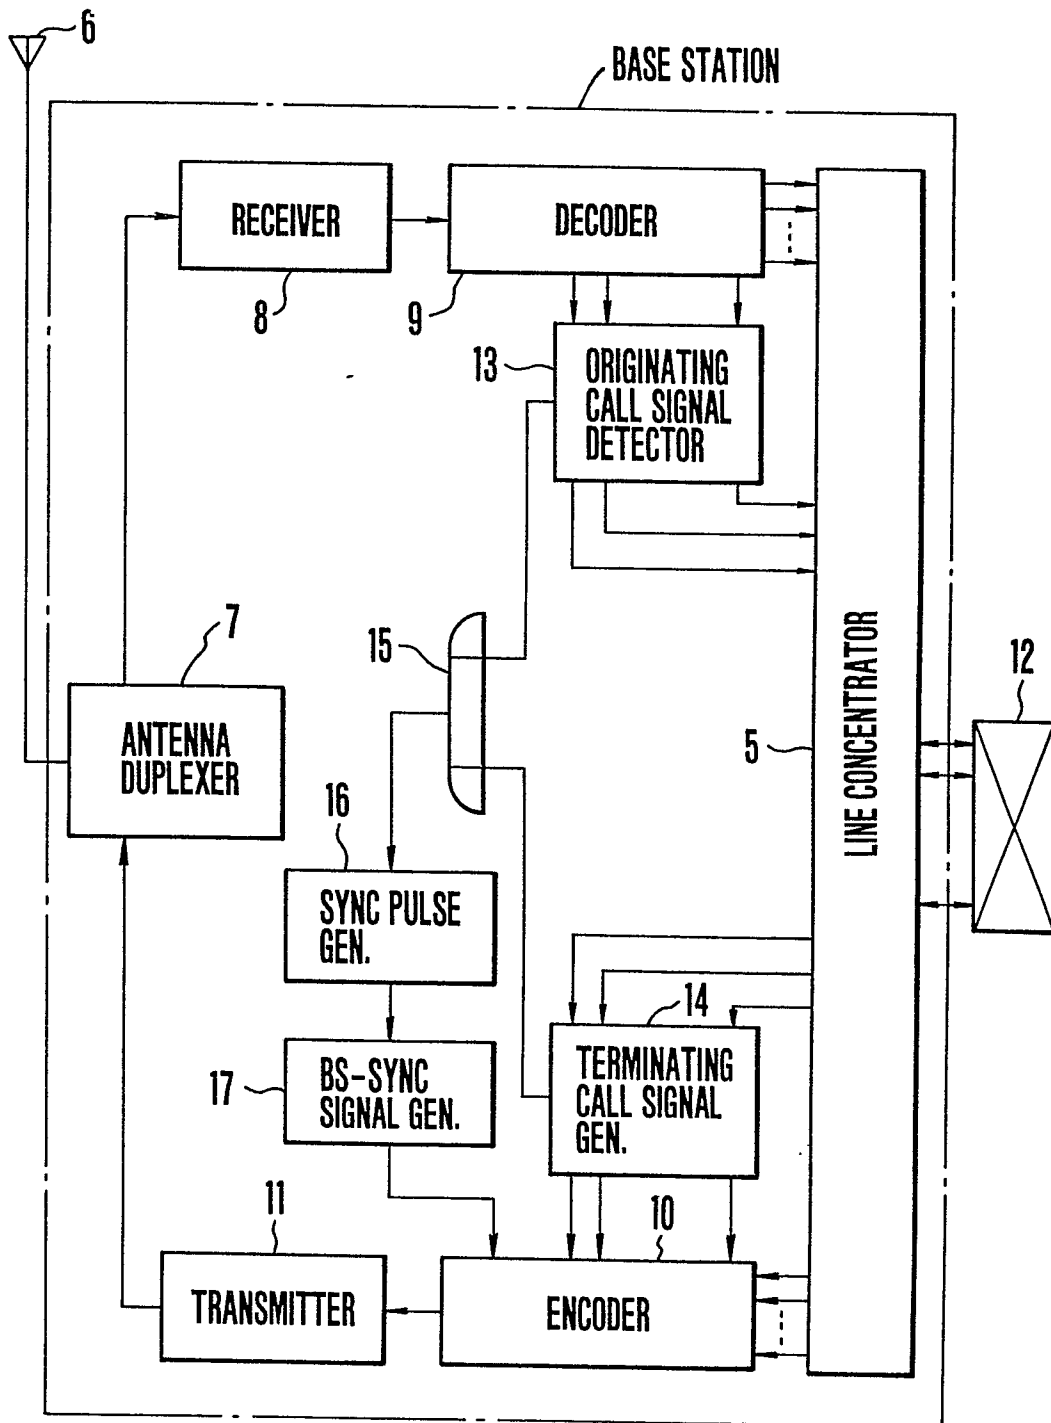 6
BASE STATION
RECEIVER
8
DECODER
9
13
ORIGINATING
CALL SIGNAL
DETECTOR
7
ANTENNA
DUPLEXER
15
5
LINE CONCENTRATOR
12
16
SYNC PULSE
GEN.
17
BS-SYNC
SIGNAL GEN.
14
TERMINATING
CALL SIGNAL
GEN.
11
TRANSMITTER
10
ENCODER